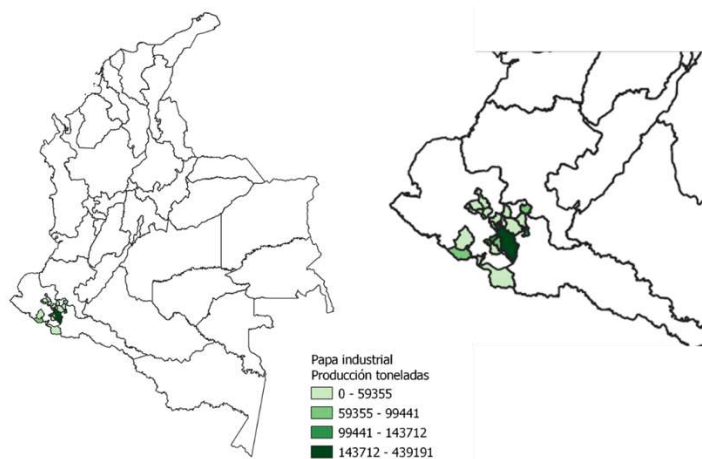 Papa industrial
Producción toneladas
0 - 59355
59355 - 99441
99441 - 143712
143712 - 439191